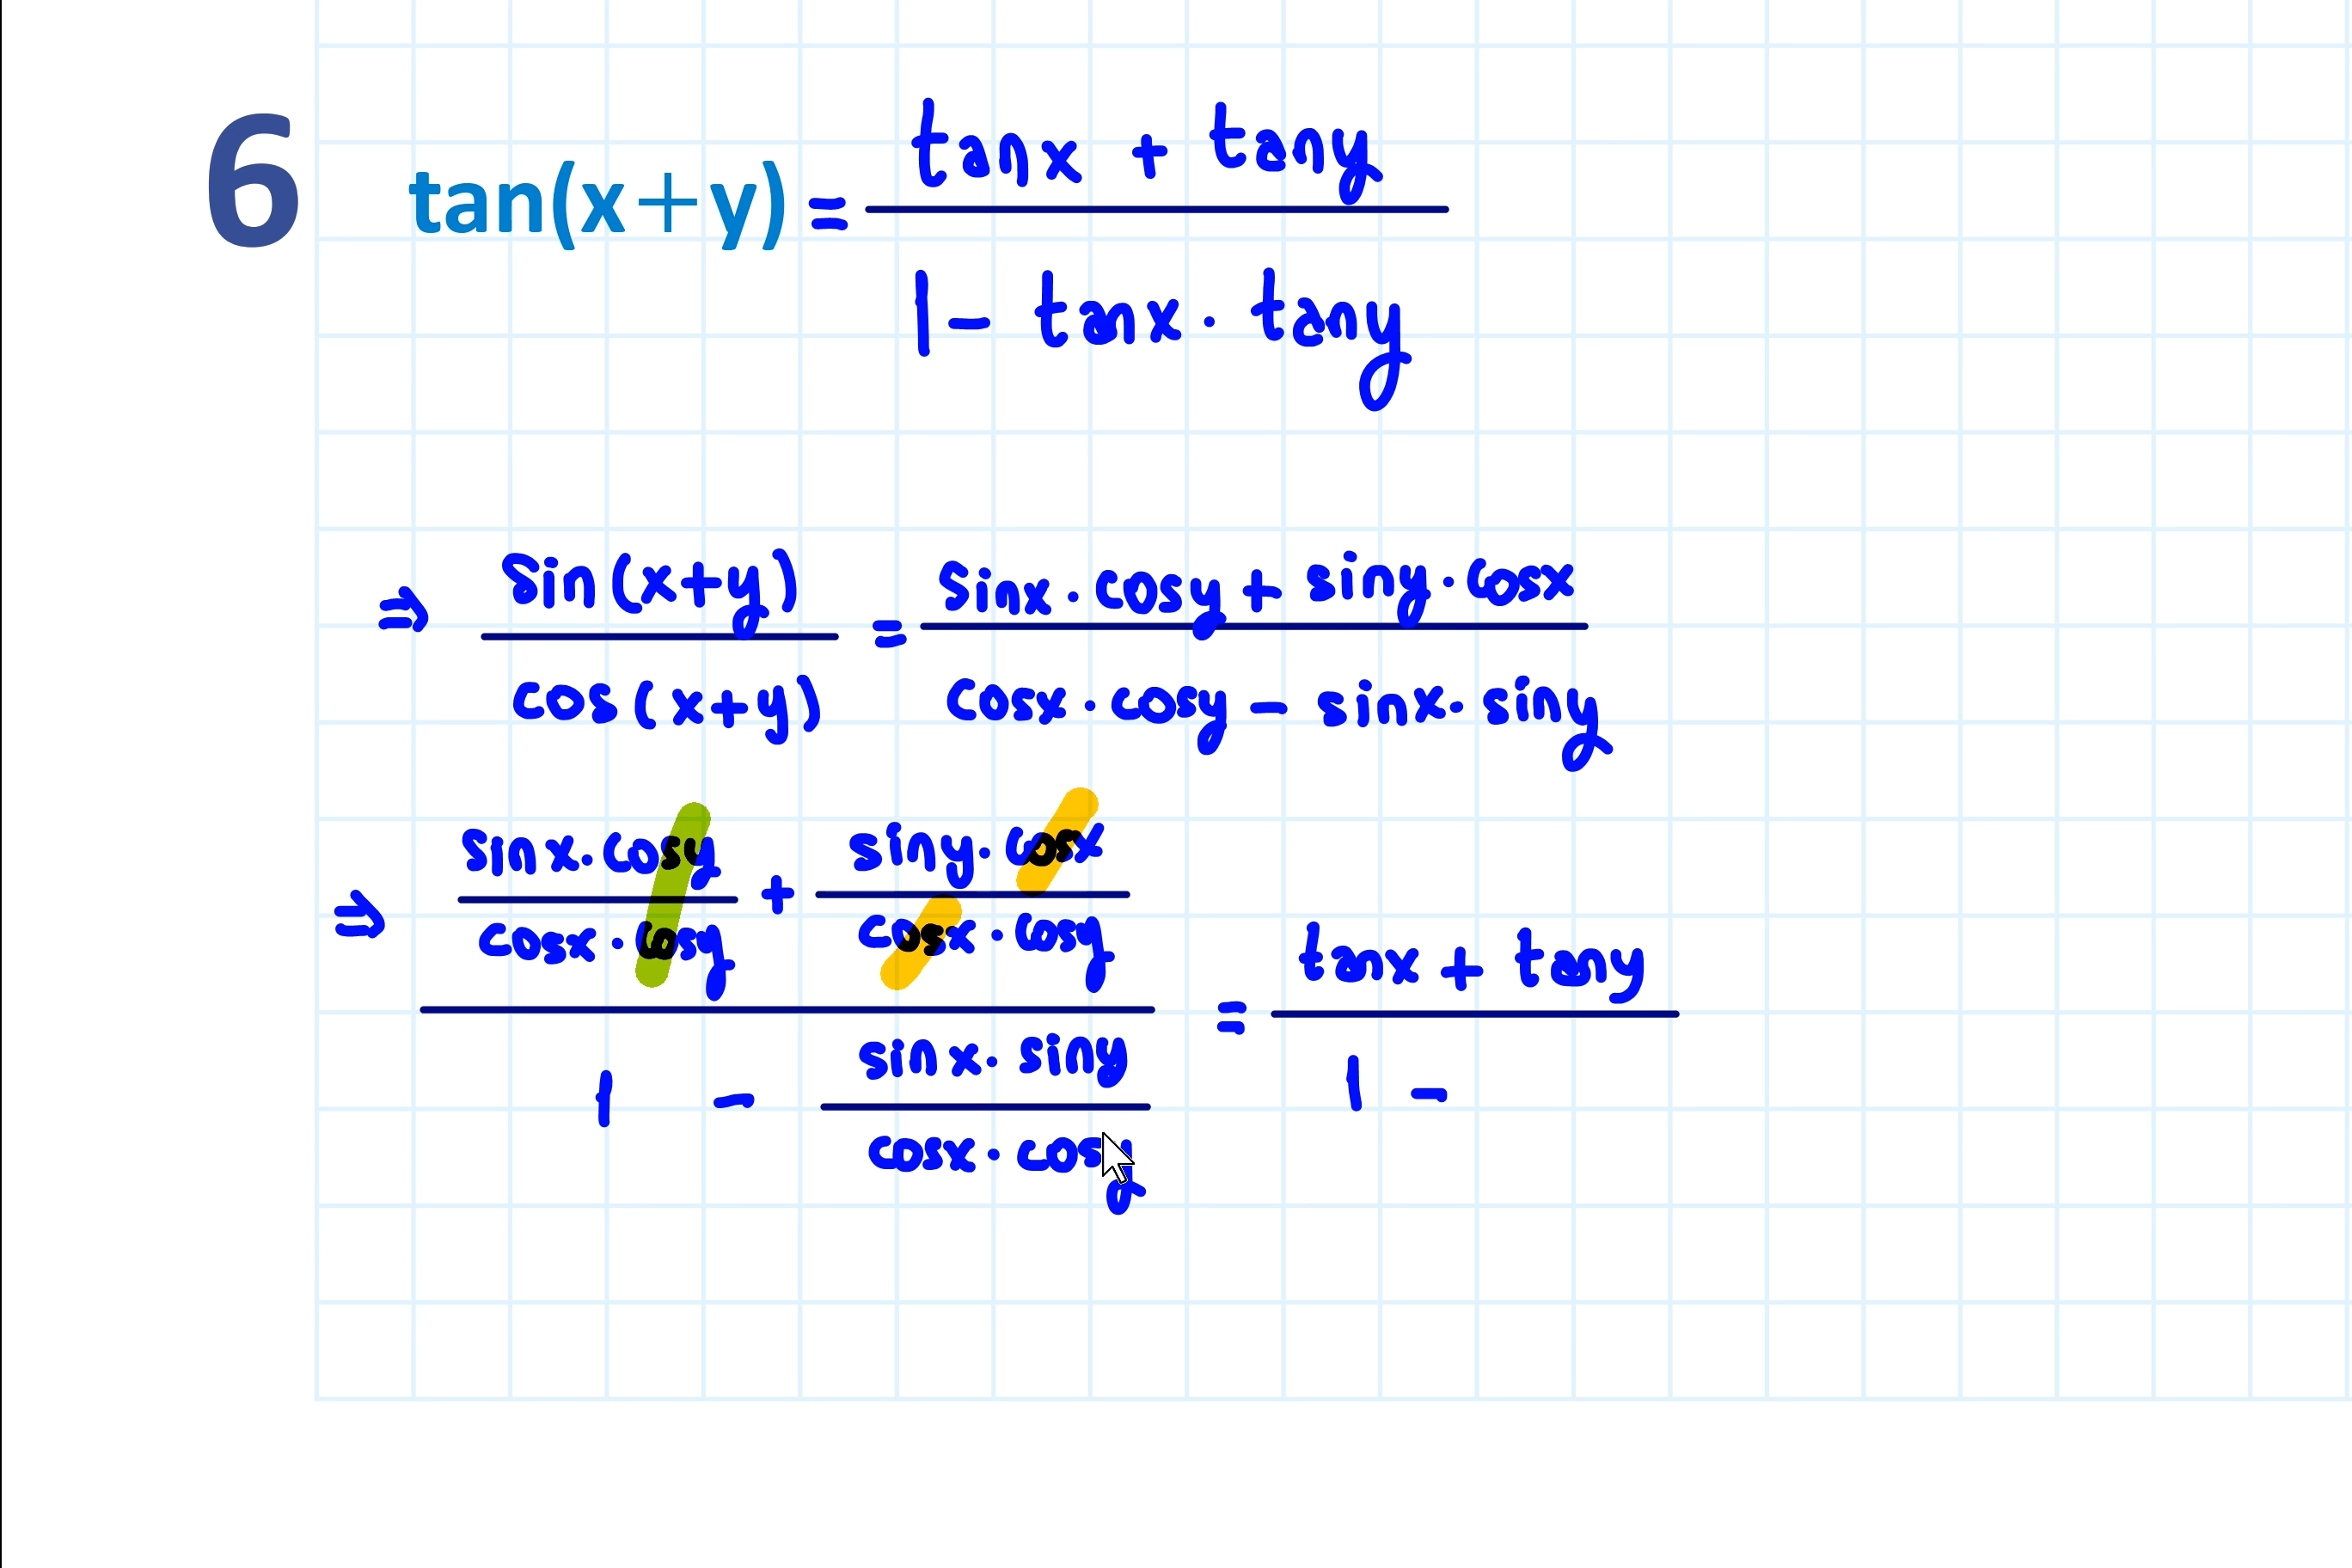 6 tan(x+y) = tanx + tany
1 - tanx · tany
⇒ sin(x+y) = sinx · cosy + siny · cosx
cos(x+y) cosx · cosy - sinx · siny
⇒ sinx · cosy + siny · cosx
cosx · cosy cosx · cosy = tanx + tany
1 - sinx · siny 1 -
cosx · cosy